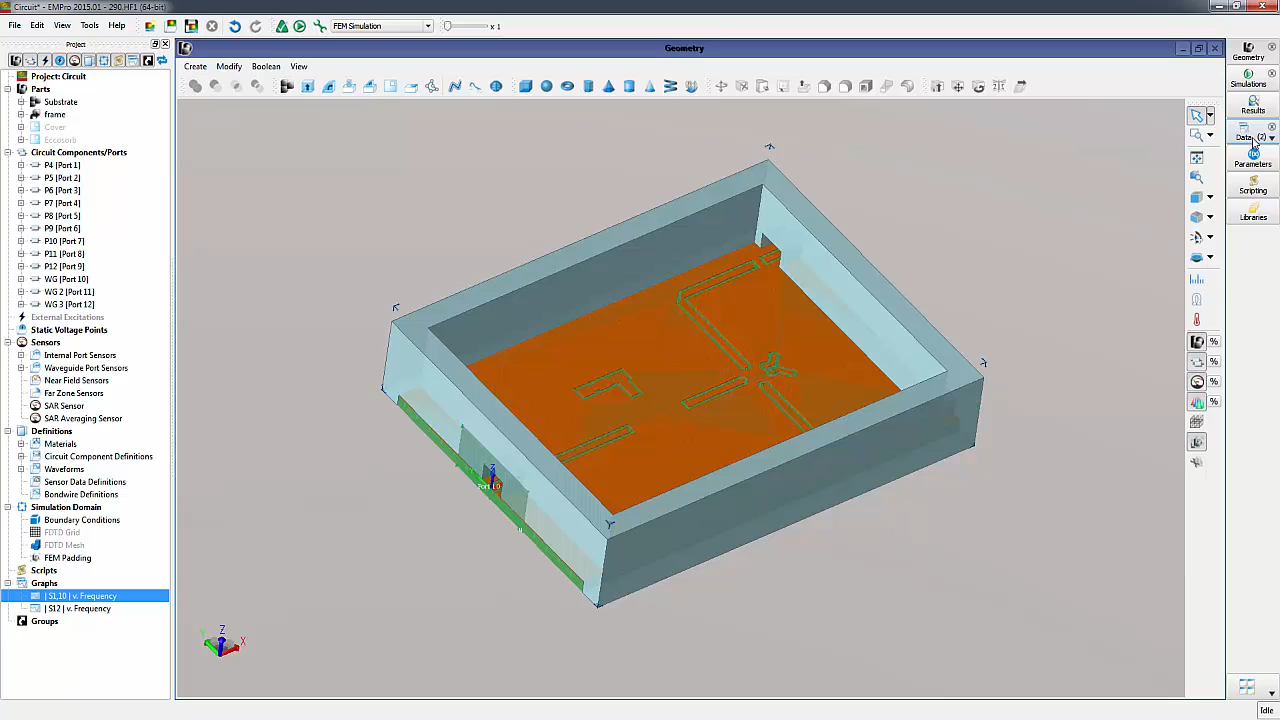 Circuit* - EMPro 2015.01 - 290.HF1 (64-bit)
File Edit View Tools Help
FEM Simulation
x 1
Project
Geometry
Create Modify Boolean View
Project: Circuit
Parts
Substrate
frame
Cover
Eccosorb
Circuit Components/Ports
P4 [Port 1]
P5 [Port 2]
P6 [Port 3]
P7 [Port 4]
P8 [Port 5]
P9 [Port 6]
P10 [Port 7]
P11 [Port 8]
P12 [Port 9]
WG [Port 10]
WG 2 [Port 11]
WG 3 [Port 12]
External Excitations
Static Voltage Points
Sensors
Internal Port Sensors
Waveguide Port Sensors
Near Field Sensors
Far Zone Sensors
SAR Sensor
SAR Averaging Sensor
Definitions
Materials
Circuit Component Definitions
Waveforms
Sensor Data Definitions
Bondwire Definitions
Simulation Domain
Boundary Conditions
FDTD Grid
FDTD Mesh
FEM Padding
Scripts
Graphs
| S1,10 | v. Frequency
| S12 | v. Frequency
Groups
Z
Z
X
%
%
%
%
Geometry
Simulations
Results
Data (2)
Parameters
Scripting
Libraries
Idle